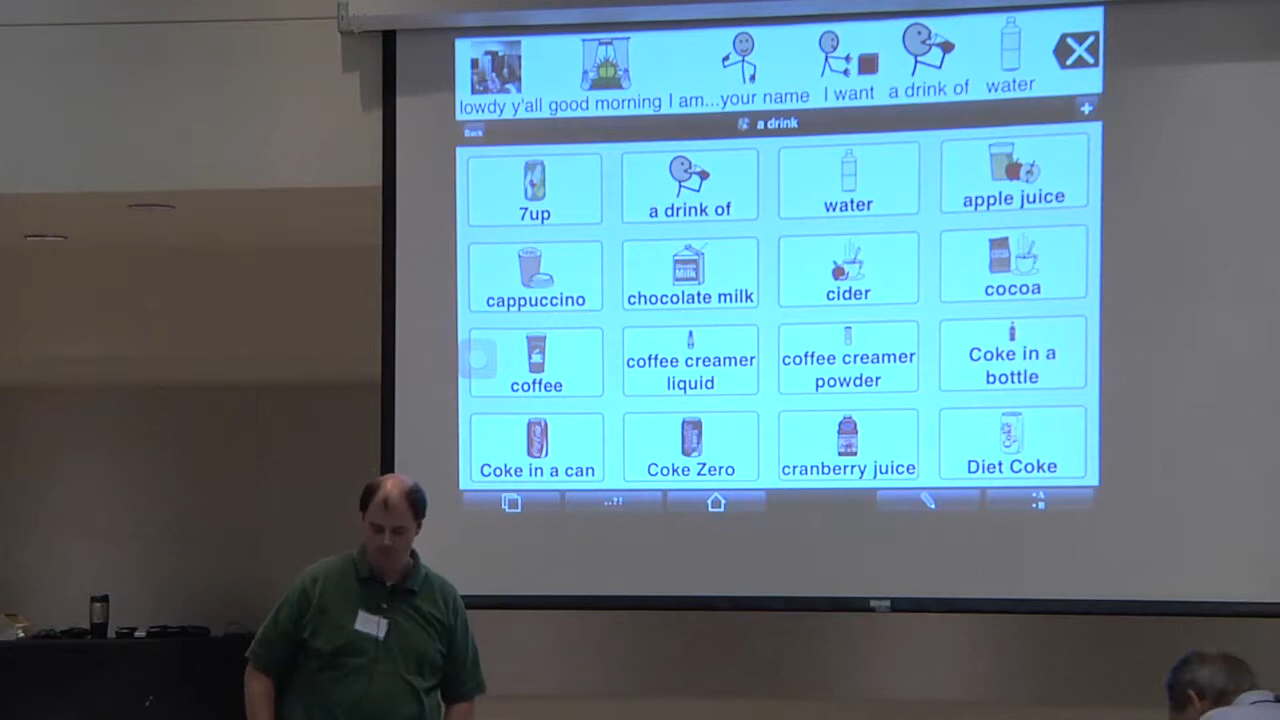 lowdy y'all good morning I am...your name I want a drink of water
Back
a drink
+
7up
a drink of
water
apple juice
cappuccino
chocolate milk
Milk
cider
cocoa
coffee
coffee creamer
liquid
coffee creamer
powder
Coke in a
bottle
Coke in a can
Coke Zero
cranberry juice
Diet Coke
..?!
A
B